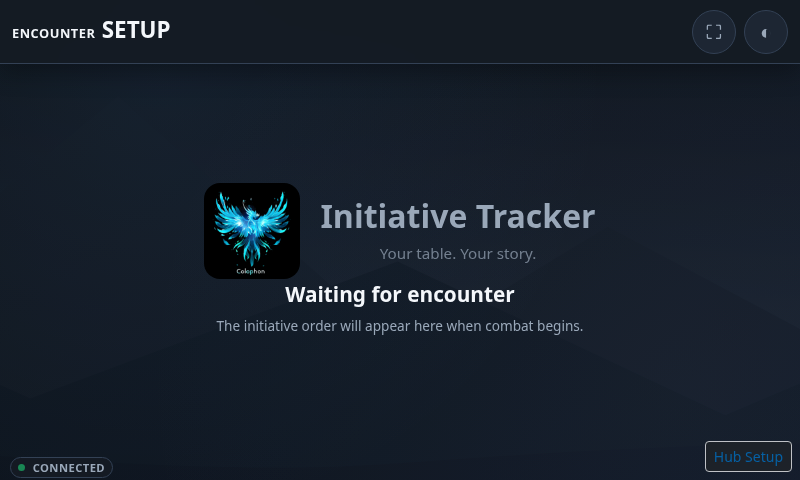 ENCOUNTER SETUP
Initiative Tracker
Your table. Your story.
Colophon
Waiting for encounter
The initiative order will appear here when combat begins.
Hub Setup
CONNECTED